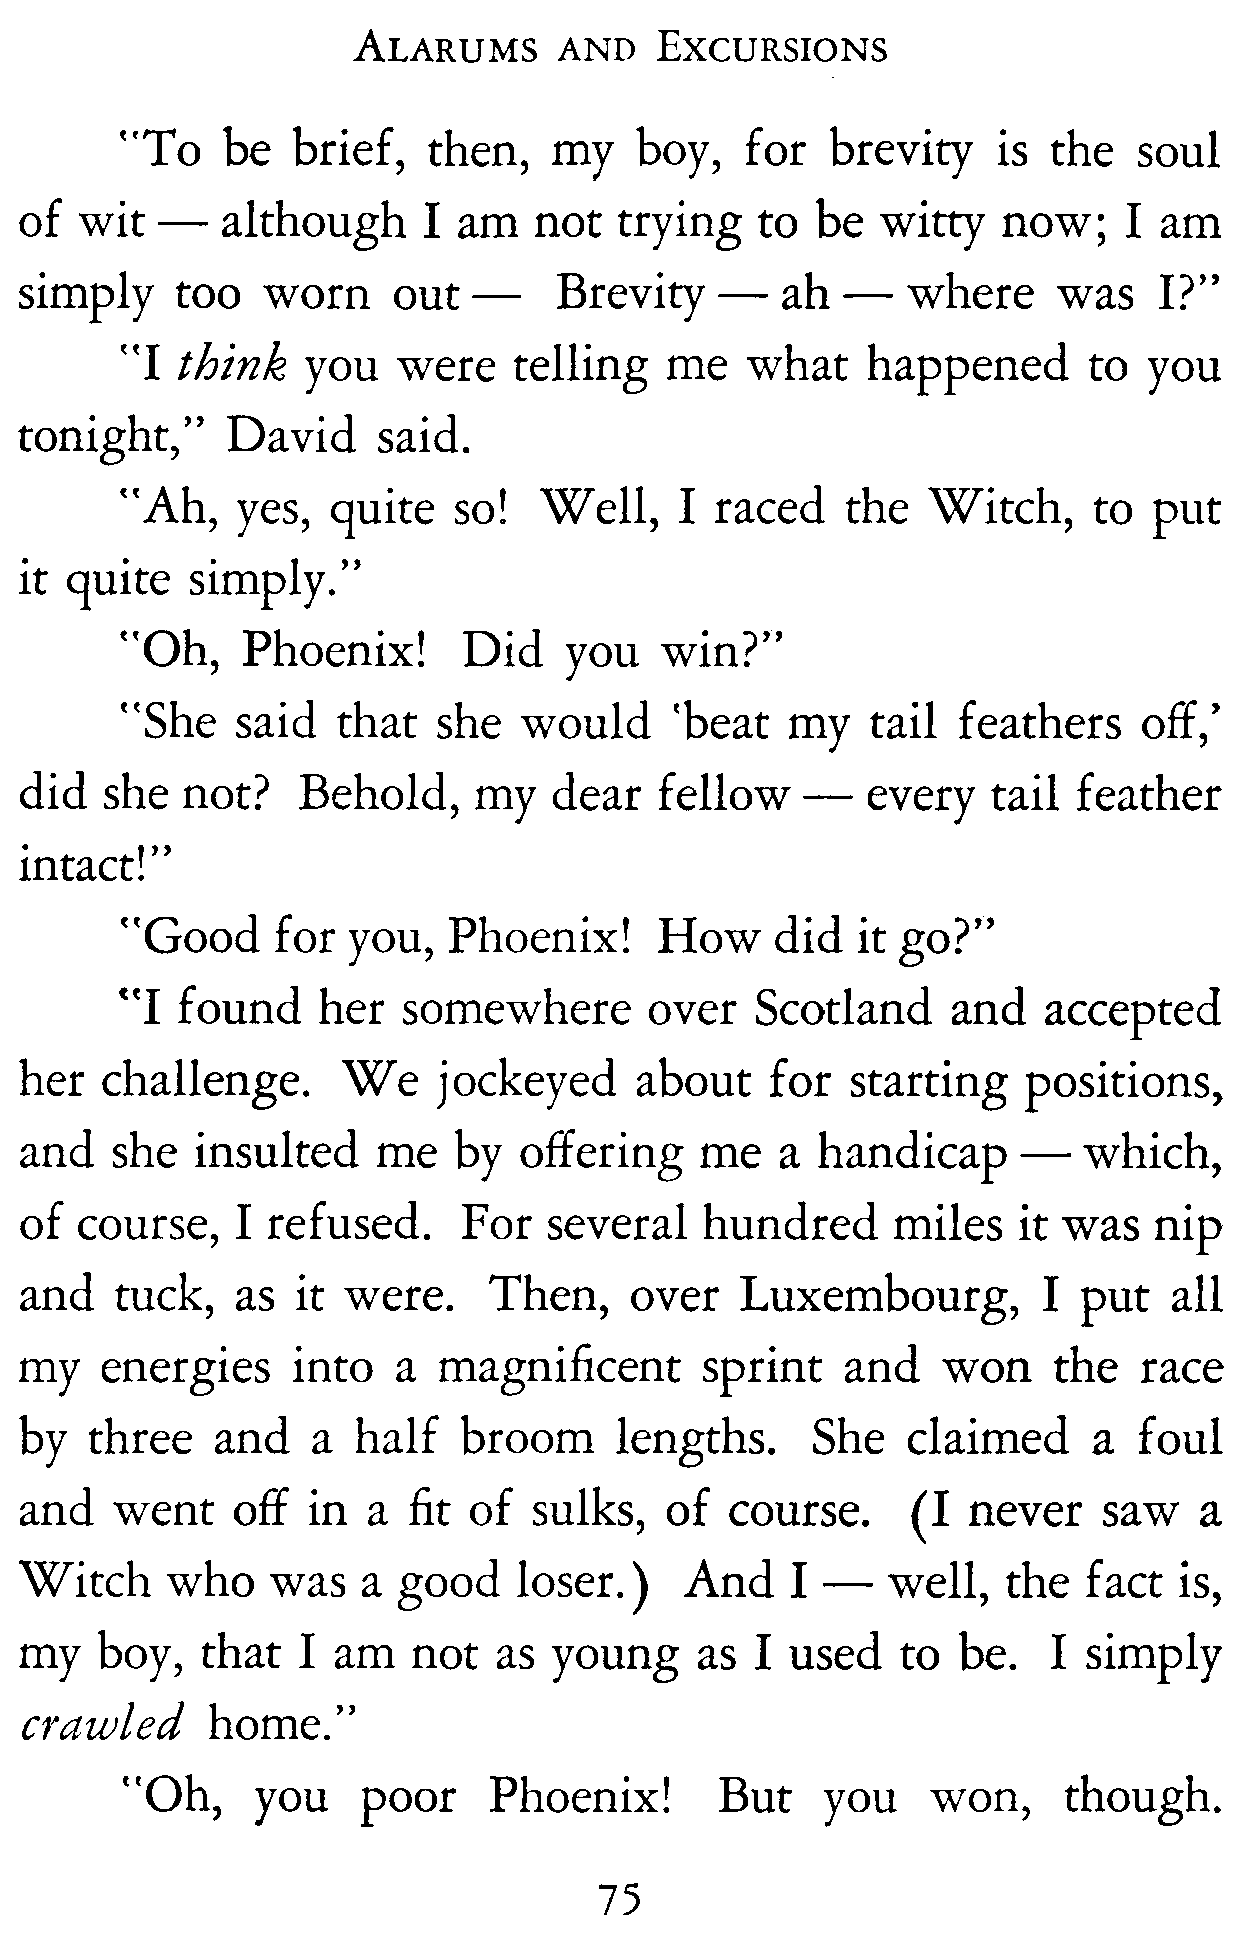 ALARUMS AND EXCURSIONS
"To be brief, then, my boy, for brevity is the soul
of wit — although I am not trying to be witty now; I am
simply too worn out — Brevity — ah — where was I?"
"I think you were telling me what happened to you
tonight," David said.
"Ah, yes, quite so! Well, I raced the Witch, to put
it quite simply."
"Oh, Phoenix! Did you win?"
"She said that she would 'beat my tail feathers off,'
did she not? Behold, my dear fellow — every tail feather
intact!"
"Good for you, Phoenix! How did it go?"
"I found her somewhere over Scotland and accepted
her challenge. We jockeyed about for starting positions,
and she insulted me by offering me a handicap — which,
of course, I refused. For several hundred miles it was nip
and tuck, as it were. Then, over Luxembourg, I put all
my energies into a magnificent sprint and won the race
by three and a half broom lengths. She claimed a foul
and went off in a fit of sulks, of course. (I never saw a
Witch who was a good loser.) And I — well, the fact is,
my boy, that I am not as young as I used to be. I simply
crawled home."
"Oh, you poor Phoenix! But you won, though.
75